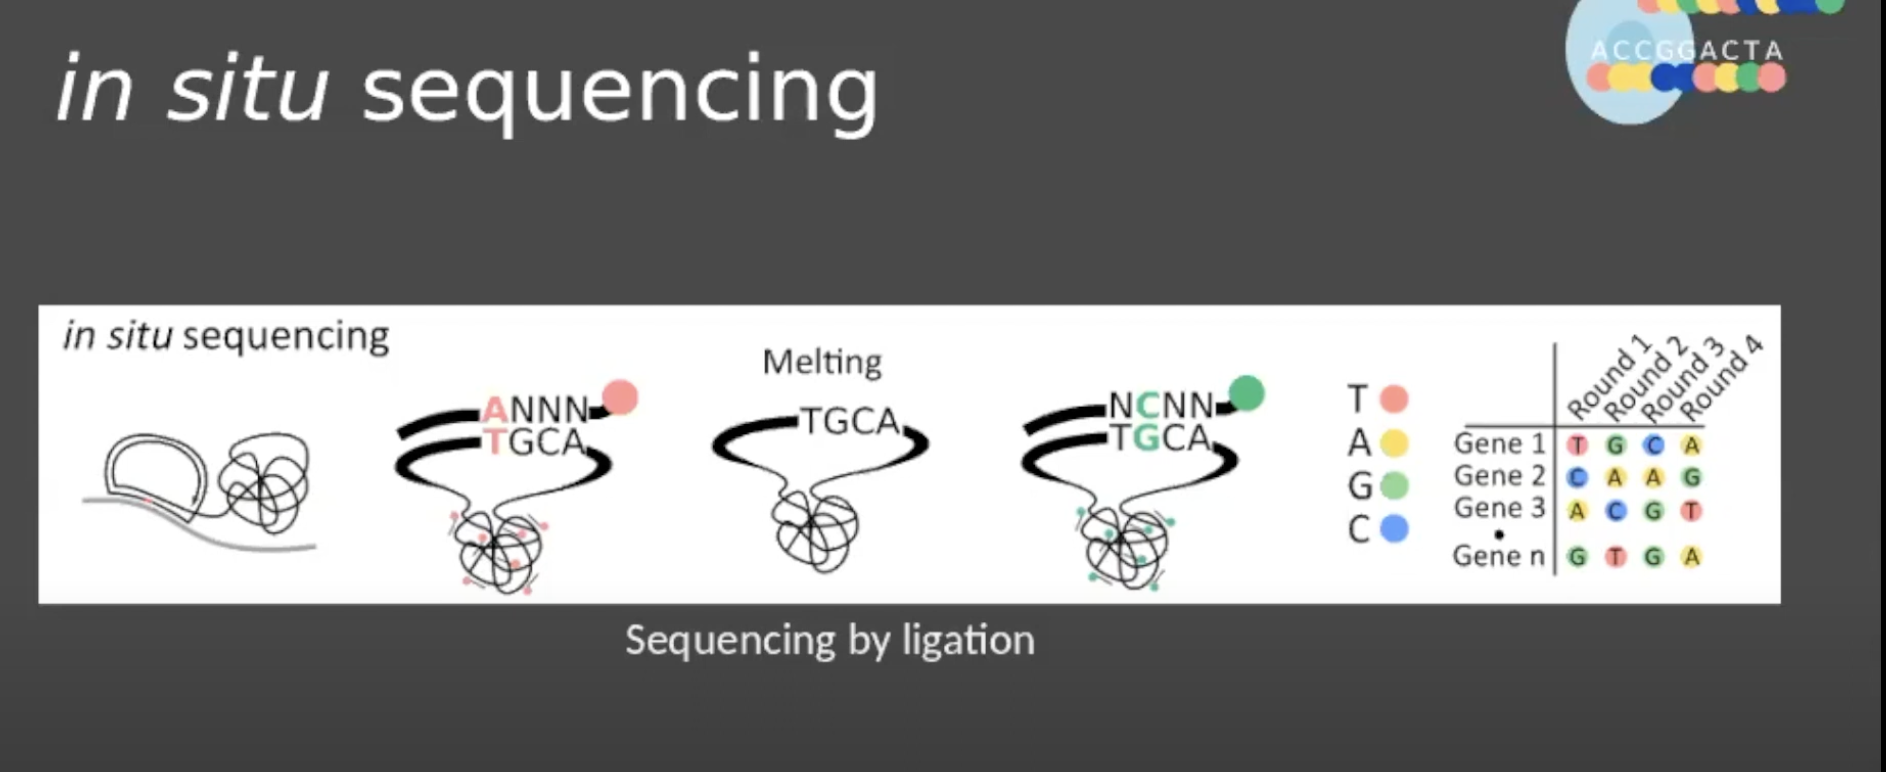 in situ sequencing
ACCGGACTA
in situ sequencing
ANNN
TGCA
Melting
TGCA
NCNN
TGCA
T
A
G
C
Round 1
Round 2
Round 3
Round 4
Gene 1 T G C A
Gene 2 C A A G
Gene 3 A C G T
Gene n G T G A
Sequencing by ligation